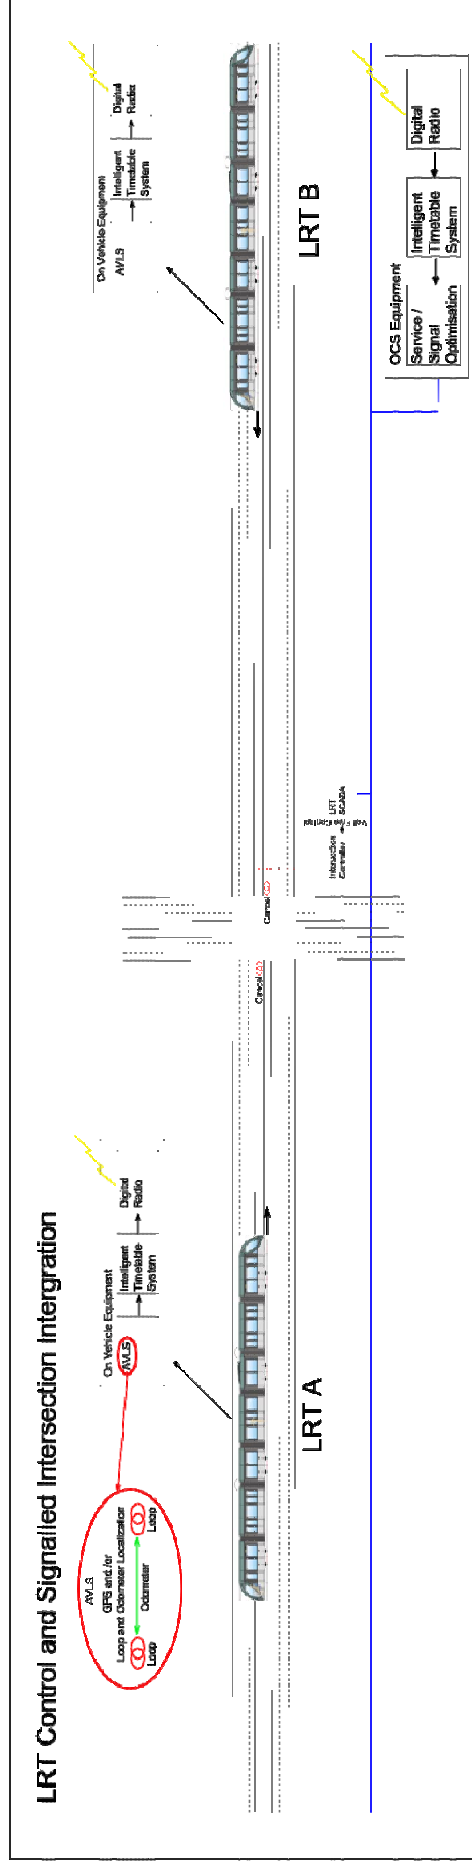 LRT Control and Signalled Intersection Intergration
AVLS
GPS and /or
Loop and Odometer Localization
Loop
Odometer
Loop
On Vehicle Equipment
AVLS
Intelligent
Timetable
System
Digital
Radio
LRT A
Cancel
Cancel
Intersection
Controller
LRT
SCADA
On Vehicle Equipment
AVLS
Intelligent
Timetable
System
Digital
Radio
LRT B
OCS Equipment
Service /
Signal
Optimisation
Intelligent
Timetable
System
Digital
Radio